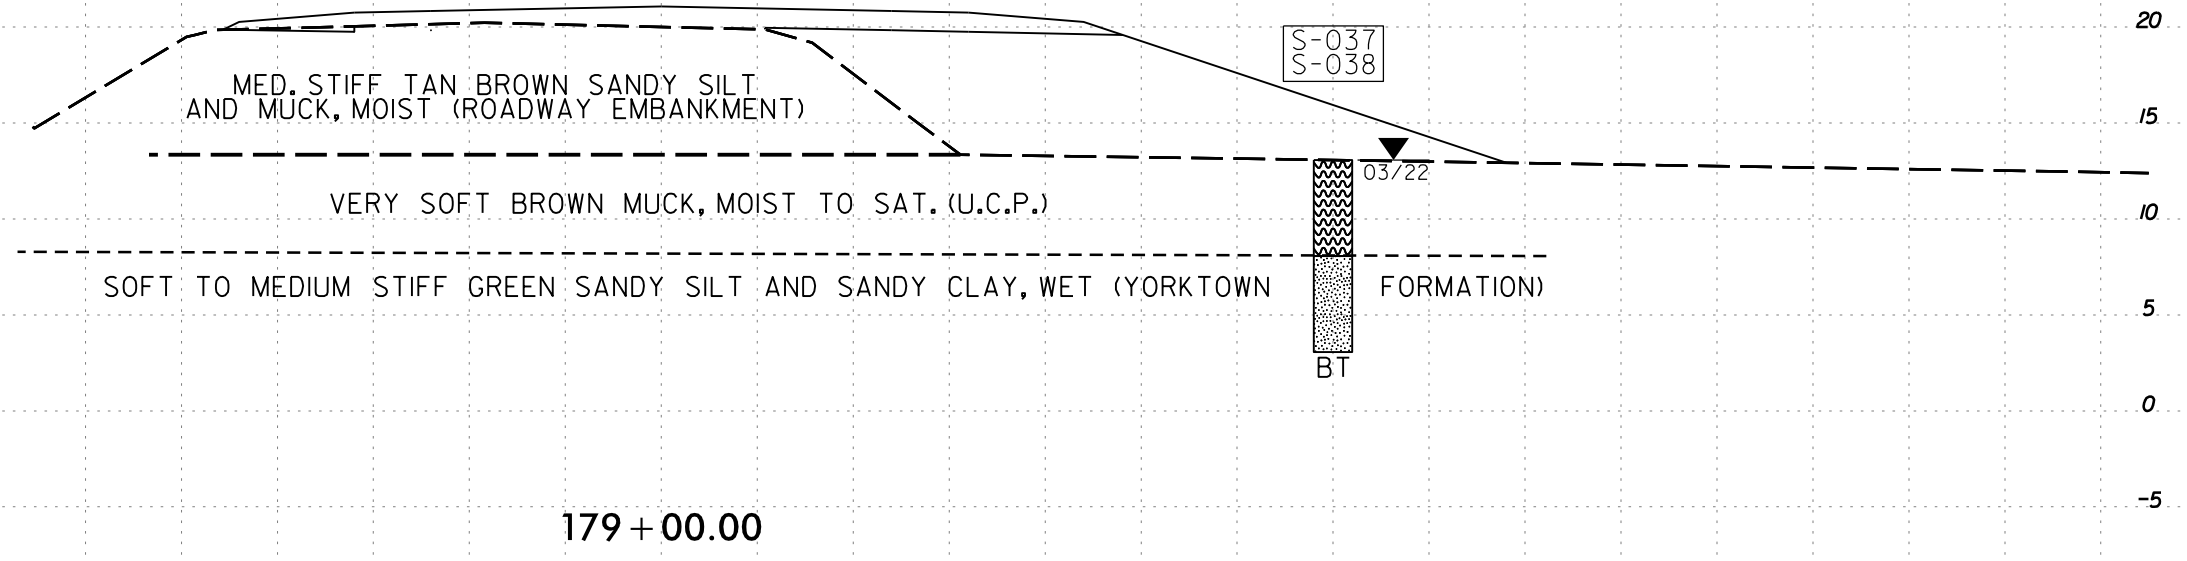 20
S-037
S-038
MED. STIFF TAN BROWN SANDY SILT
AND MUCK, MOIST (ROADWAY EMBANKMENT)
15
03/22
VERY SOFT BROWN MUCK, MOIST TO SAT. (U.C.P.)
10
SOFT TO MEDIUM STIFF GREEN SANDY SILT AND SANDY CLAY, WET (YORKTOWN FORMATION)
5
BT
0
-5
179+00.00